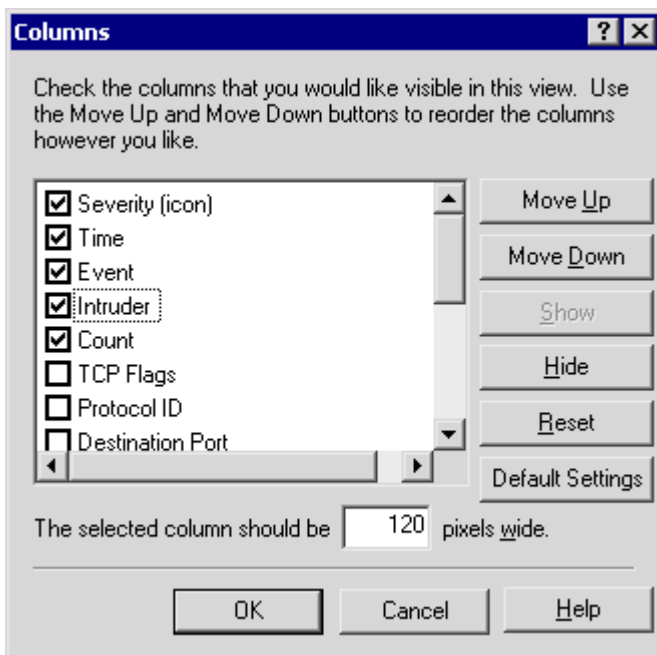 Columns
Check the columns that you would like visible in this view.  Use
the Move Up and Move Down buttons to reorder the columns
however you like.
Severity (icon)
Time
Event
Intruder
Count
TCP Flags
Protocol ID
Destination Port
Move Up
Move Down
Show
Hide
Reset
Default Settings
The selected column should be 120 pixels wide.
OK
Cancel
Help